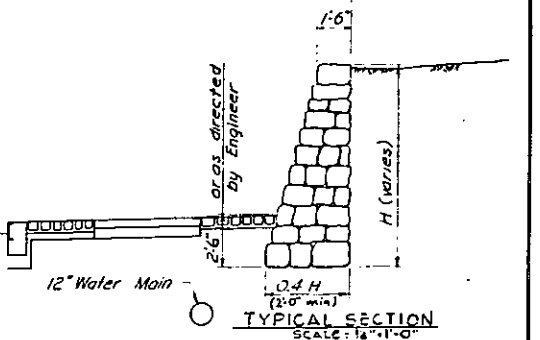 1'-6"
2'-6" or as directed
by Engineer
H (varies)
12" Water Main
0.4 H
(2'-0" min)
TYPICAL SECTION
SCALE: